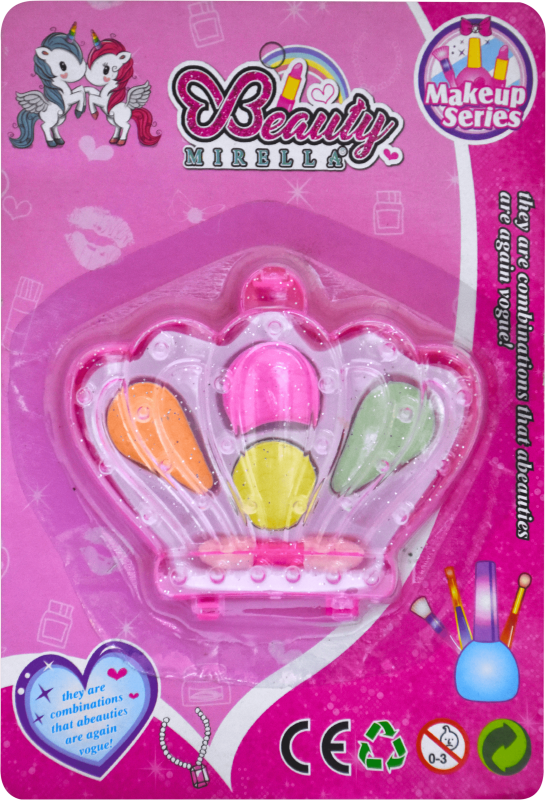 Beauty
MIRELLA®
Makeup
Series
they are combinations that abeauties
are again vogue!
they are
combinations
that abeauties
are again
vogue!
CE
0-3